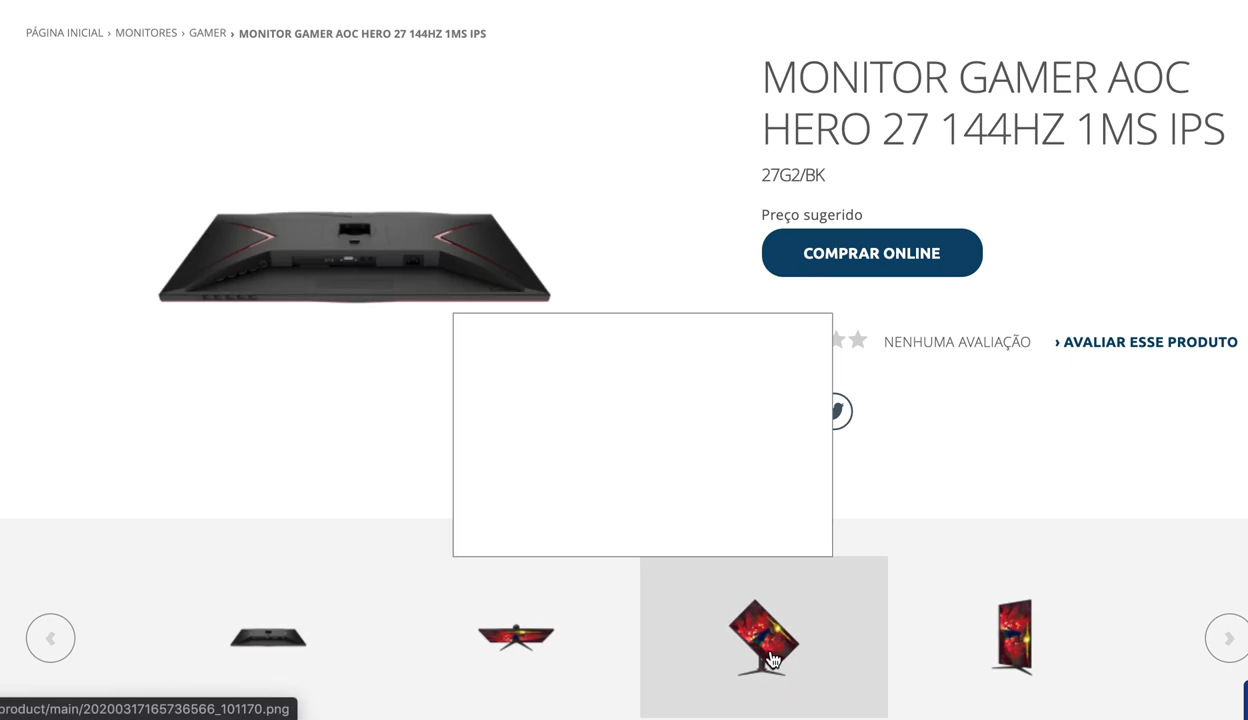 PÁGINA INICIAL › MONITORES › GAMER › MONITOR GAMER AOC HERO 27 144HZ 1MS IPS
MONITOR GAMER AOC
HERO 27 144HZ 1MS IPS
27G2/BK
Preço sugerido
COMPRAR ONLINE
NENHUMA AVALIAÇÃO › AVALIAR ESSE PRODUTO
product/main/20200317165736566_101170.png